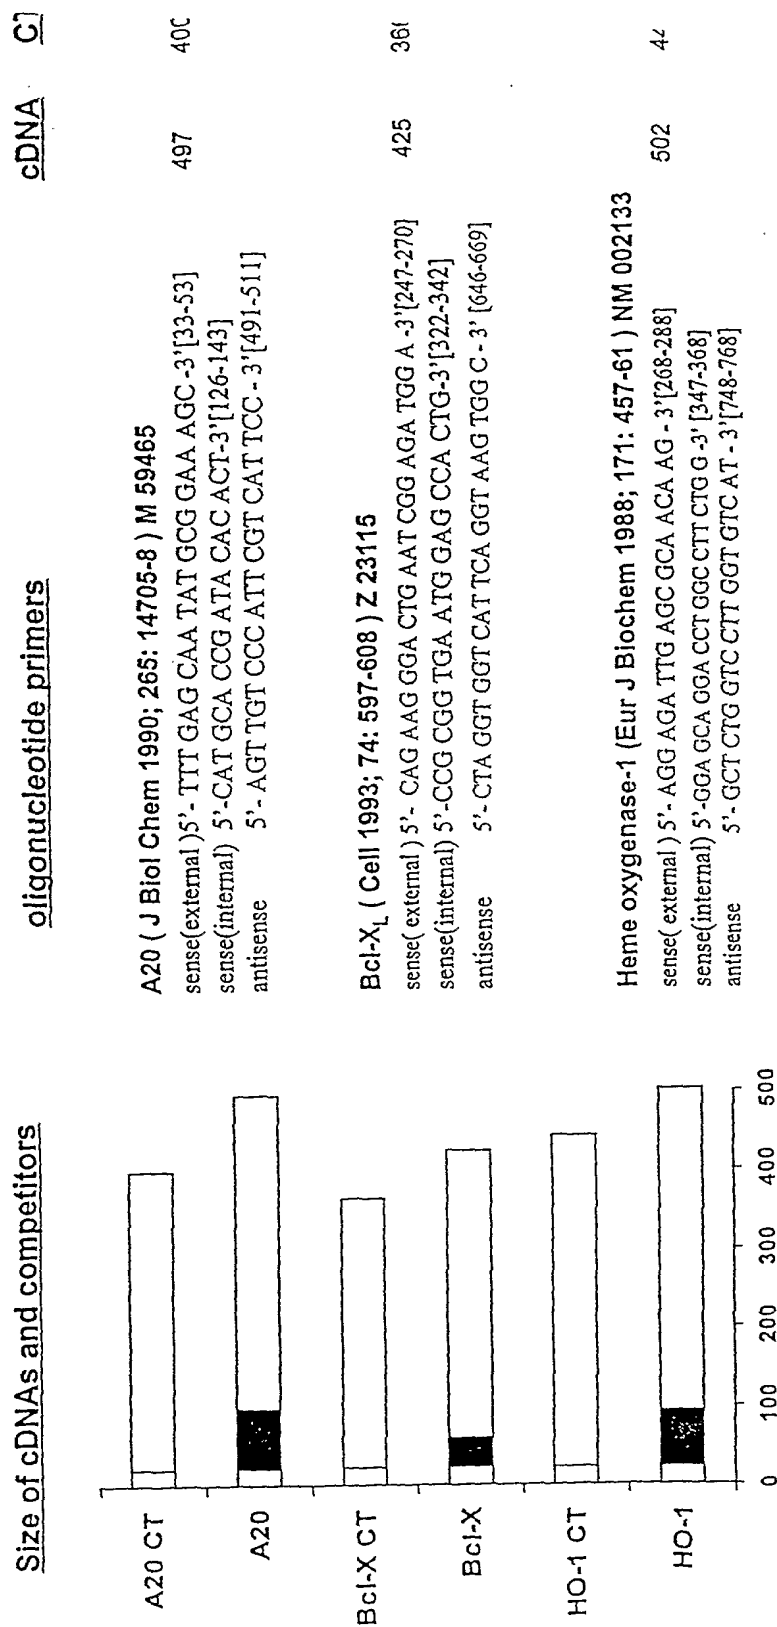 Size of cDNAs and competitors
A20 CT
A20
Bcl-X CT
Bcl-X
HO-1 CT
HO-1
0 100 200 300 400 500
oligonucleotide primers cDNA
A20 ( J Biol Chem 1990; 265: 14705-8 ) M 59465
sense(external )5'- TTT GAG CAA TAT GCG GAA AGC -3'[33-53] 497
sense(internal) 5'-CAT GCA CCG ATA CAC ACT-3'[126-143]
antisense 5'- AGT TGT CCC ATT CGT CAT TCC - 3'[491-511]
Bcl-XL ( Cell 1993; 74: 597-608 ) Z 23115
sense( external ) 5'- CAG AAG GGA CTG AAT CGG AGA TGG A -3'[247-270] 425
sense(internal) 5'-CCG CGG TGA ATG GAG CCA CTG-3'[322-342]
antisense 5'- CTA GGT GGT CAT TCA GGT AAG TGG C - 3' [646-669]
Heme oxygenase-1 (Eur J Biochem 1988; 171: 457-61 ) NM 002133
sense( external ) 5'- AGG AGA TTG AGC GCA ACA AG - 3'[268-288] 502
sense(internal) 5'-GGA GCA GGA CCT GGC CTT CTG G -3' [347-368]
antisense 5'- GCT CTG GTC CTT GGT GTC AT - 3'[748-768]